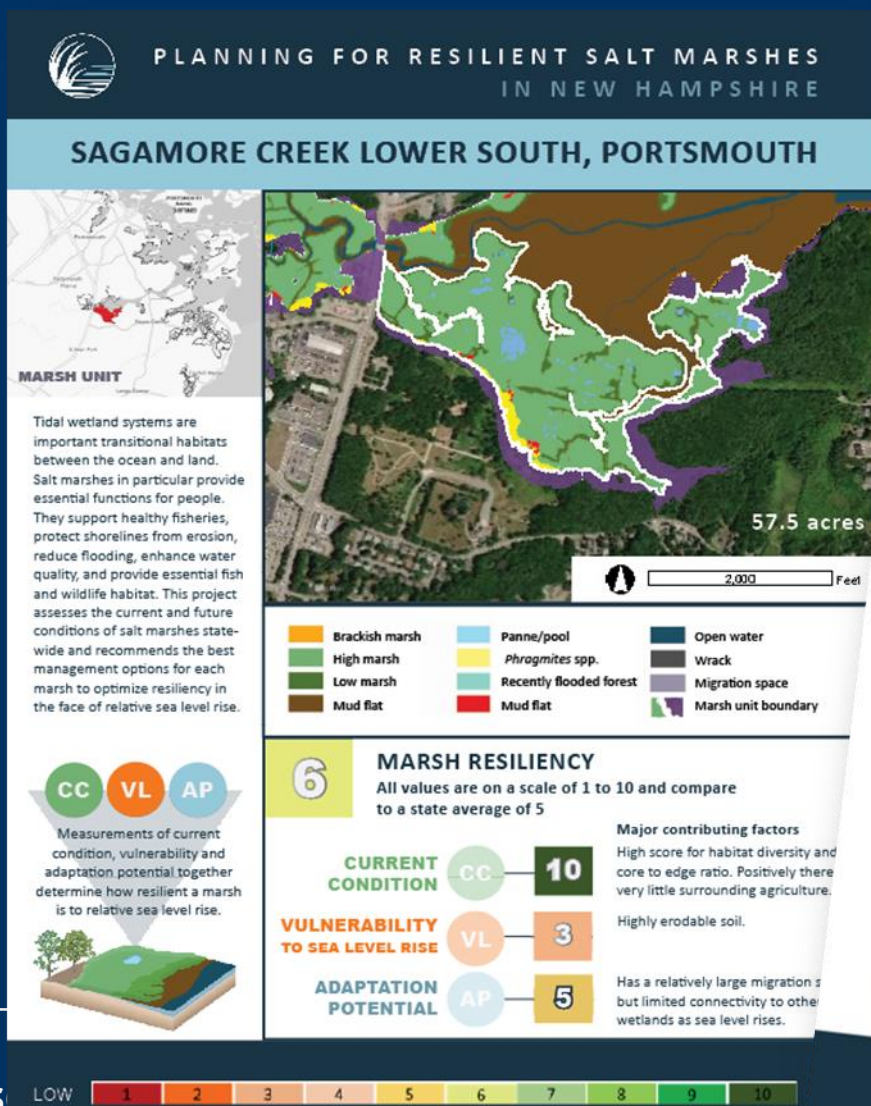 PLANNING FOR RESILIENT SALT MARSHES
IN NEW HAMPSHIRE
SAGAMORE CREEK LOWER SOUTH, PORTSMOUTH
MARSH UNIT
Tidal wetland systems are
important transitional habitats
between the ocean and land.
Salt marshes in particular provide
essential functions for people.
They support healthy fisheries,
protect shorelines from erosion,
reduce flooding, enhance water
quality, and provide essential fish
and wildlife habitat. This project
assesses the current and future
conditions of salt marshes state-
wide and recommends the best
management options for each
marsh to optimize resiliency in
the face of relative sea level rise.
CC VL AP
Measurements of current
condition, vulnerability and
adaptation potential together
determine how resilient a marsh
is to relative sea level rise.
57.5 acres
2,000 Feet
Brackish marsh
High marsh
Low marsh
Mud flat
Panne/pool
Phragmites spp.
Recently flooded forest
Mud flat
Open water
Wrack
Migration space
Marsh unit boundary
6
MARSH RESILIENCY
All values are on a scale of 1 to 10 and compare
to a state average of 5
Major contributing factors
CURRENT
CONDITION
CC
10
High score for habitat diversity and
core to edge ratio. Positively there
very little surrounding agriculture.
VULNERABILITY
TO SEA LEVEL RISE
VL
3
Highly erodable soil.
ADAPTATION
POTENTIAL
AP
5
Has a relatively large migration
but limited connectivity to othe
wetlands as sea level rises.
LOW 1 2 3 4 5 6 7 8 9 10